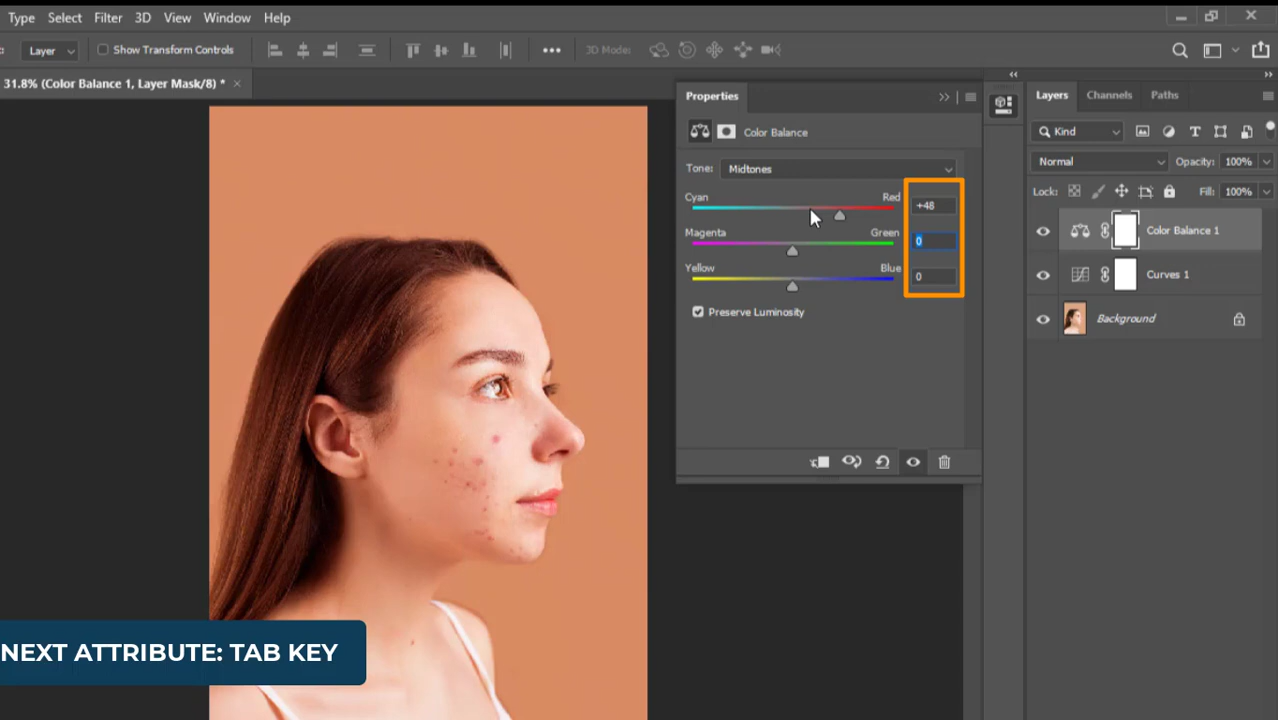 Type Select Filter 3D View Window Help
Layer Show Transform Controls 3D Mode:
31.8% (Color Balance 1, Layer Mask/8) *
Properties
Color Balance
Tone: Midtones
Cyan Red +48
Magenta Green 0
Yellow Blue 0
Preserve Luminosity
Layers Channels Paths
Kind
Normal Opacity: 100%
Lock: Fill: 100%
Color Balance 1
Curves 1
Background
NEXT ATTRIBUTE: TAB KEY